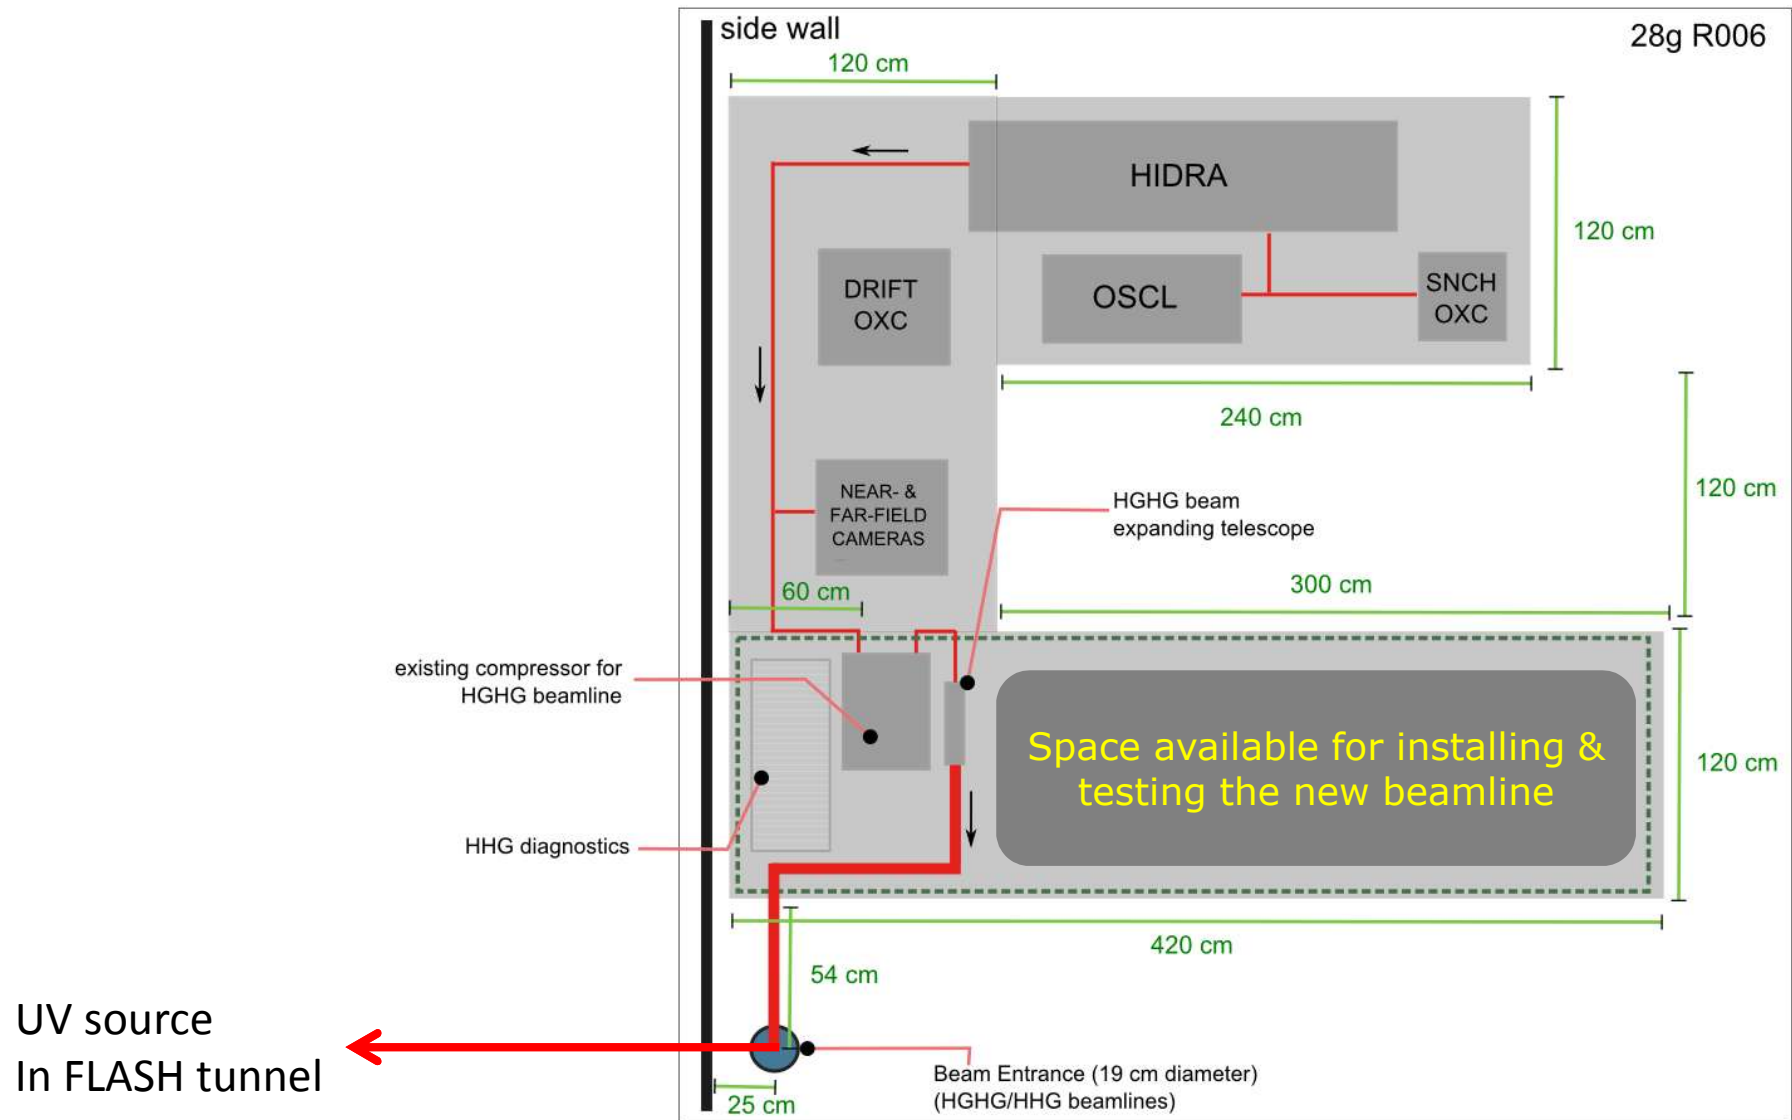 side wall
28g R006
120 cm
HIDRA
120 cm
DRIFT
OXC
OSCL
SNCH
OXC
240 cm
NEAR- &
FAR-FIELD
CAMERAS
HGHG beam
expanding telescope
120 cm
60 cm
300 cm
existing compressor for
HGHG beamline
Space available for installing &
testing the new beamline
120 cm
HHG diagnostics
420 cm
54 cm
UV source
In FLASH tunnel
Beam Entrance (19 cm diameter)
(HGHG/HHG beamlines)
25 cm